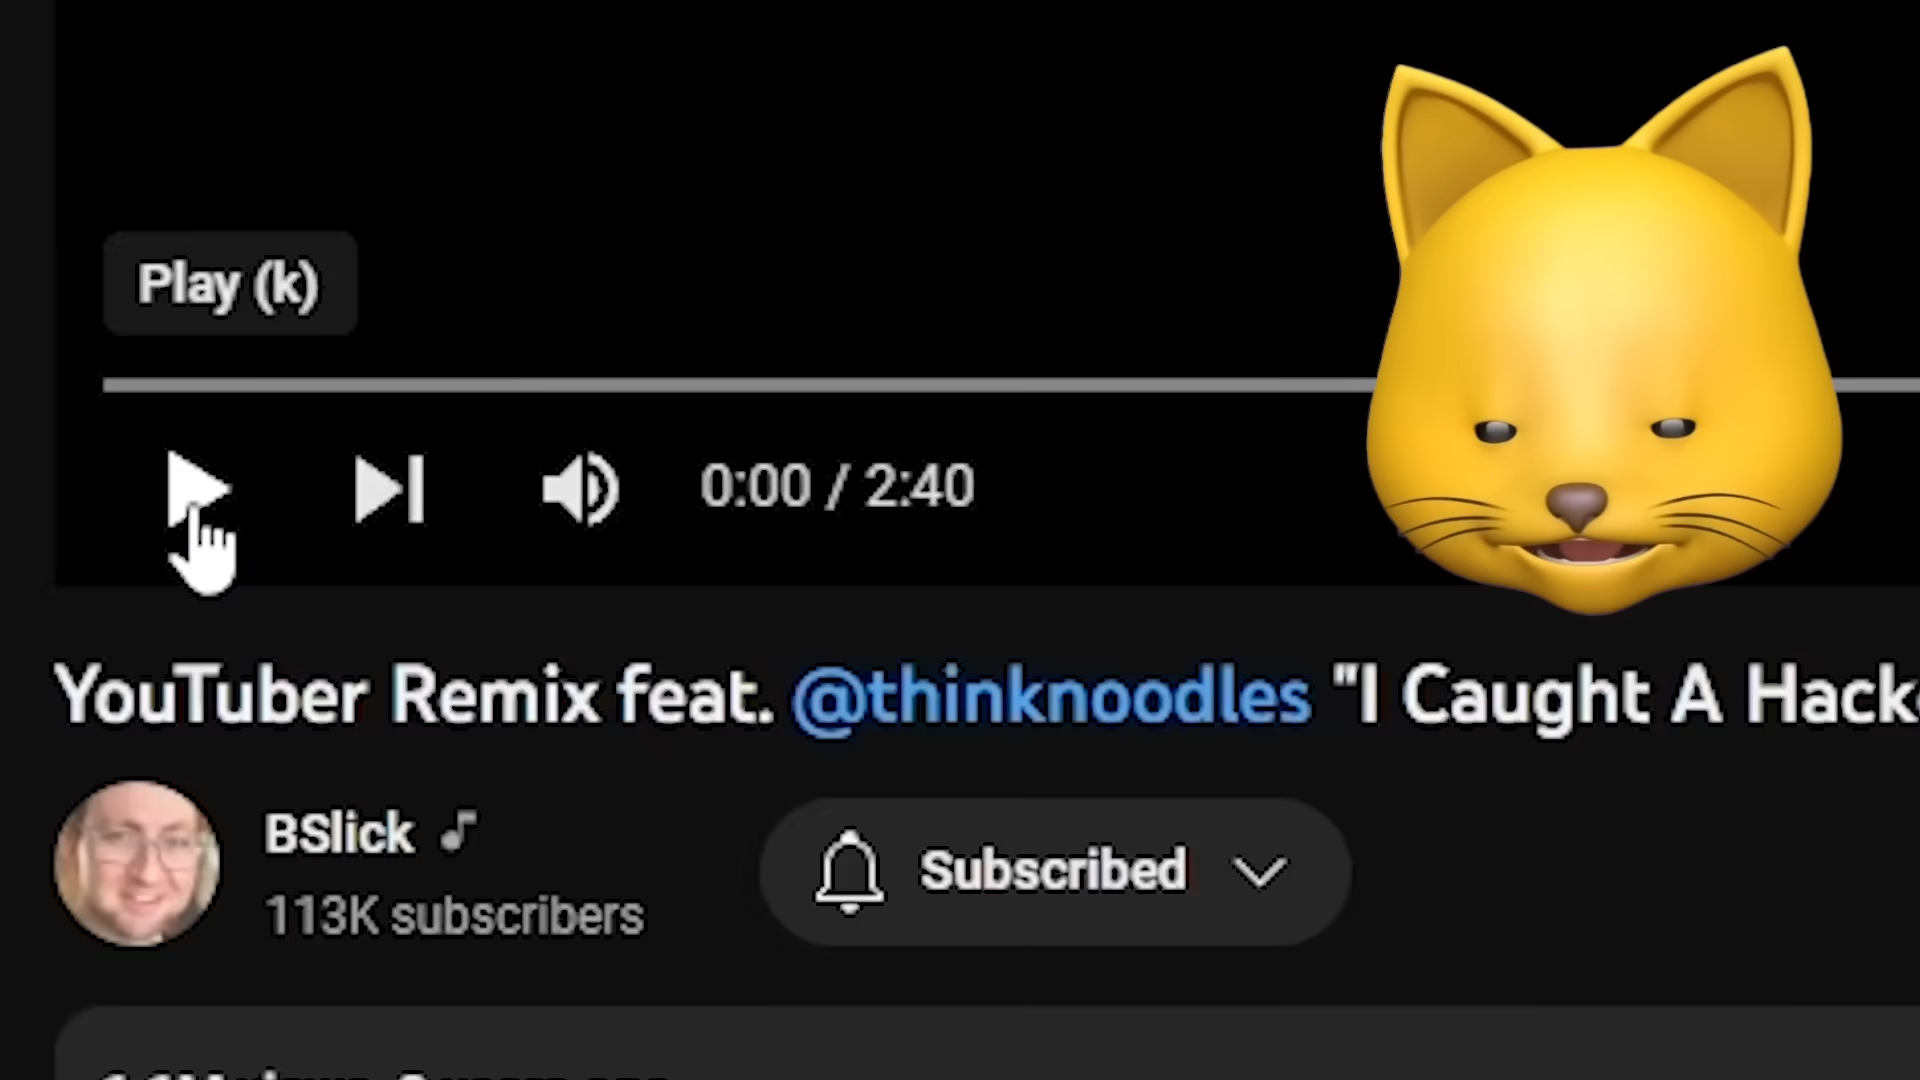 Play (k)
0:00 / 2:40
YouTuber Remix feat. @thinknoodles "I Caught A Hack
BSlick
113K subscribers
Subscribed